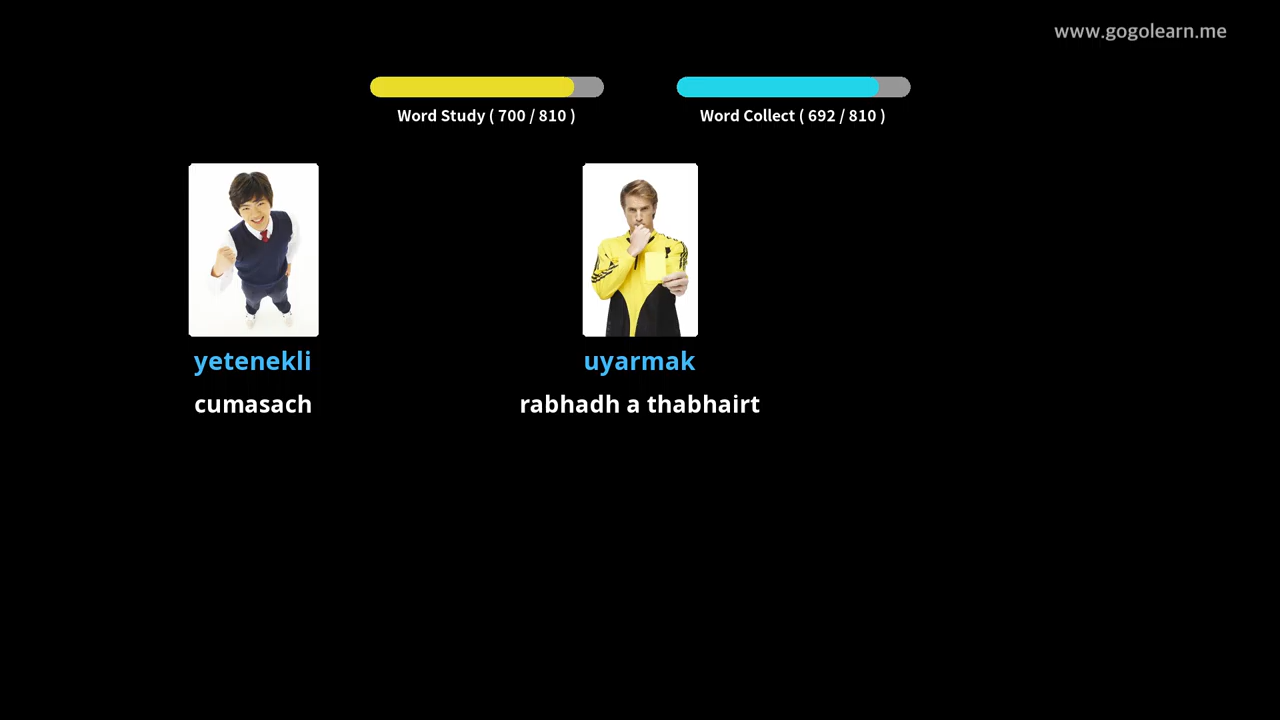 www.gogolearn.me
Word Study ( 700 / 810 )
Word Collect ( 692 / 810 )
yetenekli
cumasach
uyarmak
rabhadh a thabhairt